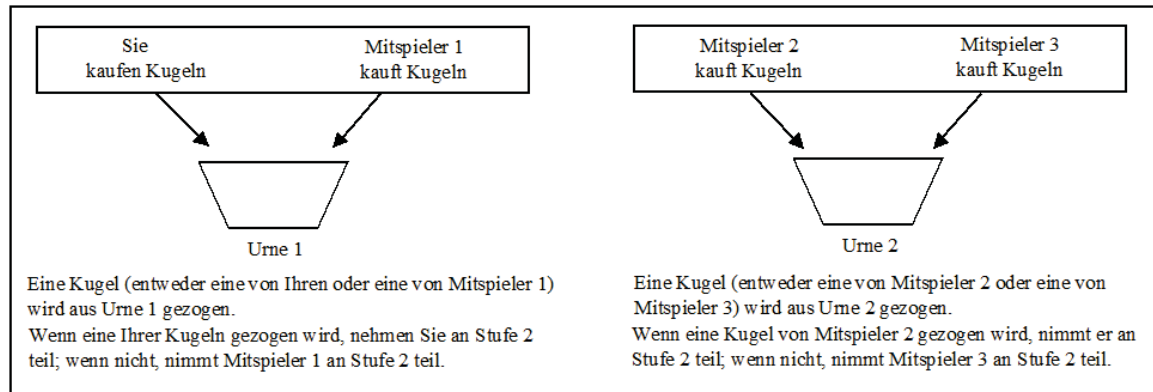 Sie
kaufen Kugeln
Mitspieler 1
kauft Kugeln
Urne 1
Eine Kugel (entweder eine von Ihren oder eine von Mitspieler 1)
wird aus Urne 1 gezogen.
Wenn eine Ihrer Kugeln gezogen wird, nehmen Sie an Stufe 2
teil; wenn nicht, nimmt Mitspieler 1 an Stufe 2 teil.
Mitspieler 2
kauft Kugeln
Mitspieler 3
kauft Kugeln
Urne 2
Eine Kugel (entweder eine von Mitspieler 2 oder eine von
Mitspieler 3) wird aus Urne 2 gezogen.
Wenn eine Kugel von Mitspieler 2 gezogen wird, nimmt er an
Stufe 2 teil; wenn nicht, nimmt Mitspieler 3 an Stufe 2 teil.